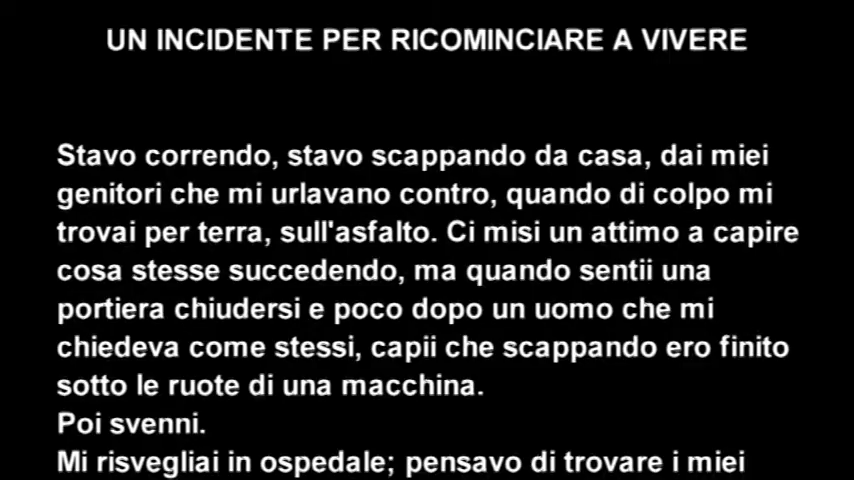 UN INCIDENTE PER RICOMINCIARE A VIVERE
Stavo correndo, stavo scappando da casa, dai miei
genitori che mi urlavano contro, quando di colpo mi
trovai per terra, sull'asfalto. Ci misi un attimo a capire
cosa stesse succedendo, ma quando sentii una
portiera chiudersi e poco dopo un uomo che mi
chiedeva come stessi, capii che scappando ero finito
sotto le ruote di una macchina.
Poi svenni.
Mi risvegliai in ospedale; pensavo di trovare i miei